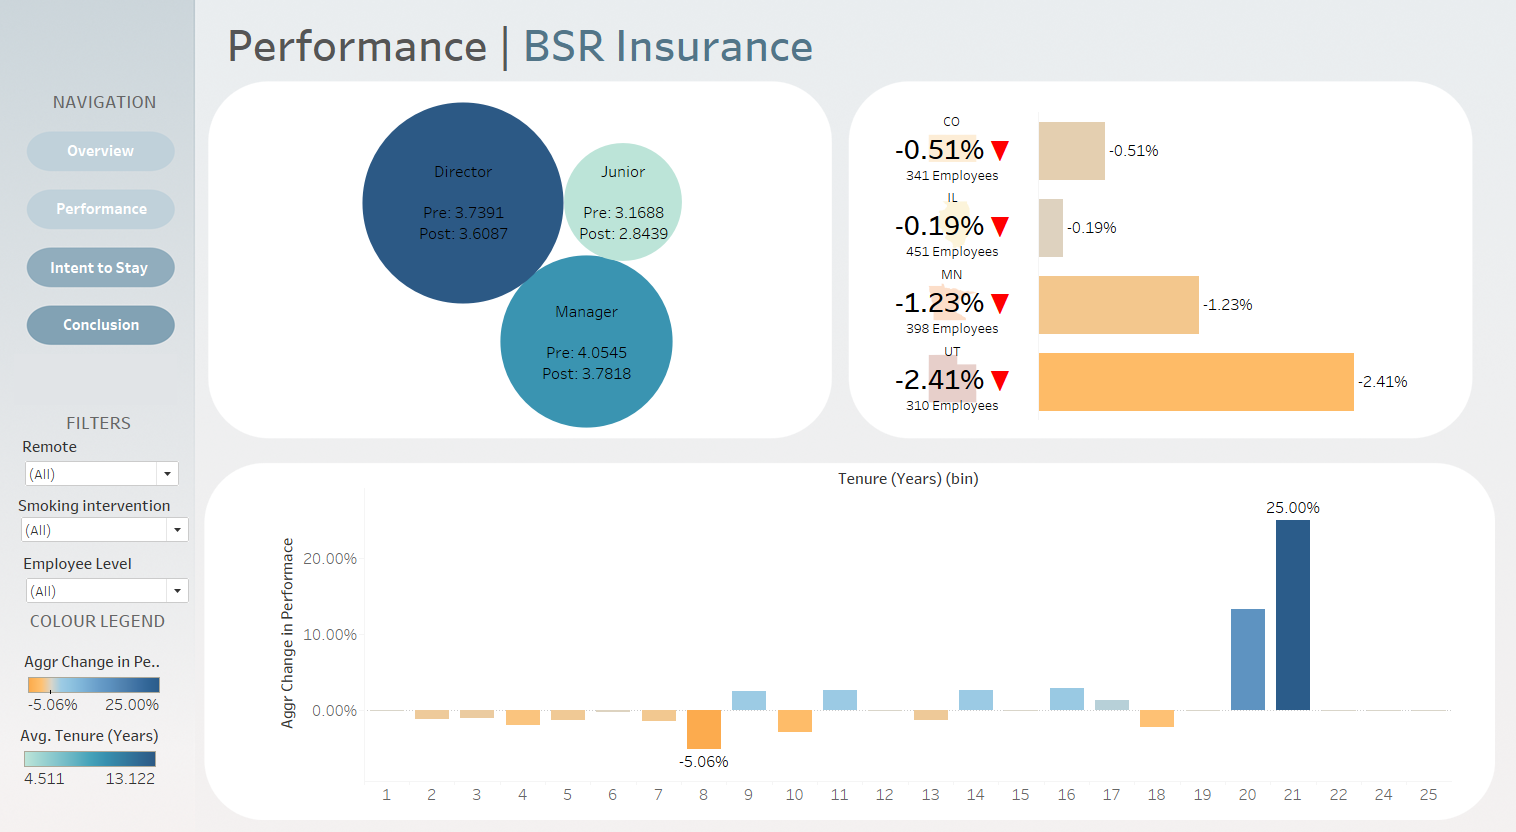 Performance | BSR Insurance
NAVIGATION
Overview
Performance
Intent to Stay
Conclusion
FILTERS
Remote
(All)
Smoking intervention
(All)
Employee Level
(All)
COLOUR LEGEND
Aggr Change in Pe..
-5.06% 25.00%
Avg. Tenure (Years)
4.511 13.122
Director
Pre: 3.7391
Post: 3.6087
Junior
Pre: 3.1688
Post: 2.8439
Manager
Pre: 4.0545
Post: 3.7818
CO
-0.51% ▼
341 Employees
-0.51%
IL
-0.19% ▼
451 Employees
-0.19%
MN
-1.23% ▼
398 Employees
-1.23%
UT
-2.41% ▼
310 Employees
-2.41%
Tenure (Years) (bin)
Aggr Change in Performace
20.00%
10.00%
0.00%
25.00%
-5.06%
1 2 3 4 5 6 7 8 9 10 11 12 13 14 15 16 17 18 19 20 21 22 24 25